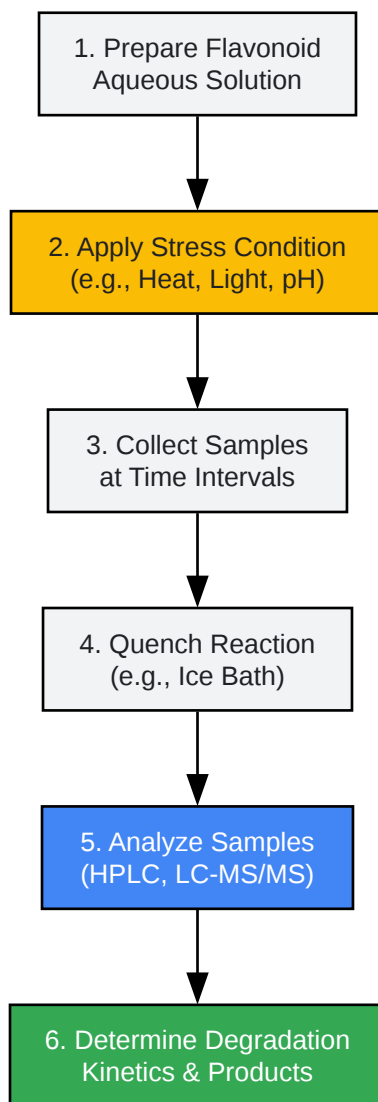 1. Prepare Flavonoid
Aqueous Solution
2. Apply Stress Condition
(e.g., Heat, Light, pH)
3. Collect Samples
at Time Intervals
4. Quench Reaction
(e.g., Ice Bath)
5. Analyze Samples
(HPLC, LC-MS/MS)
6. Determine Degradation
Kinetics & Products